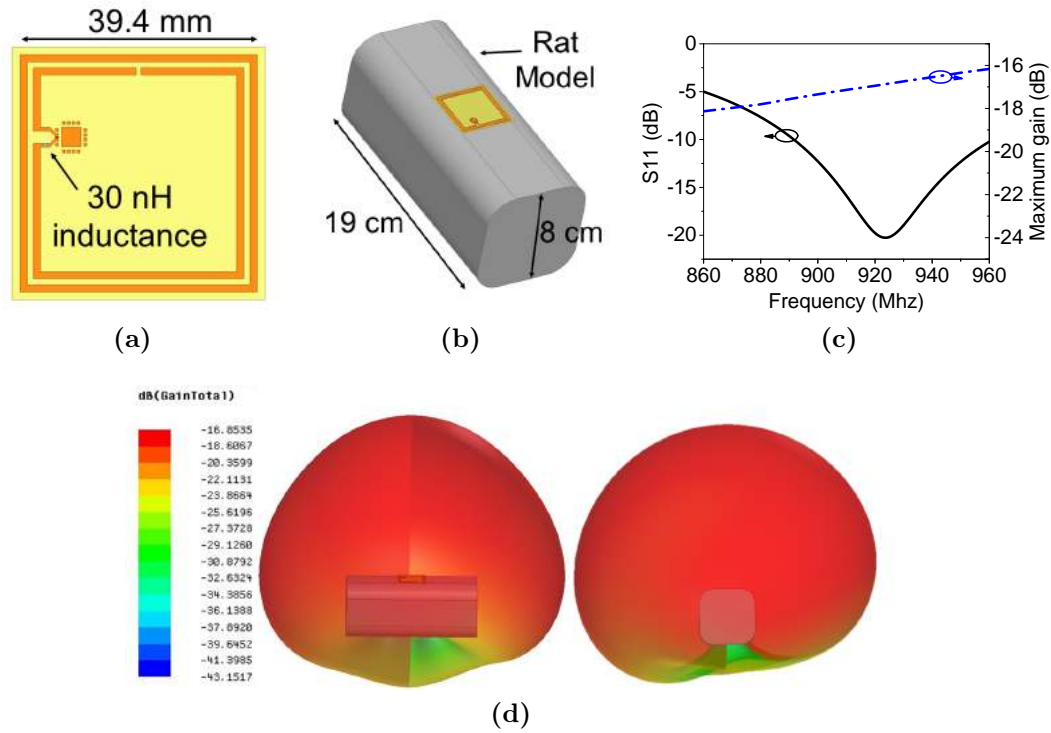 39.4 mm
30 nH
inductance
(a)
Rat
Model
19 cm
8 cm
(b)
0
-5
-10
-15
-20
S11 (dB)
860 880 900 920 940 960
Frequency (Mhz)
-16
-18
-20
-22
-24
Maximum gain (dB)
(c)
dB(GainTotal)
-16.8535
-18.6067
-20.3599
-22.1131
-23.8664
-25.6196
-27.3728
-29.1260
-30.8792
-32.6324
-34.3856
-36.1388
-37.8920
-39.6452
-41.3985
-43.1517
(d)